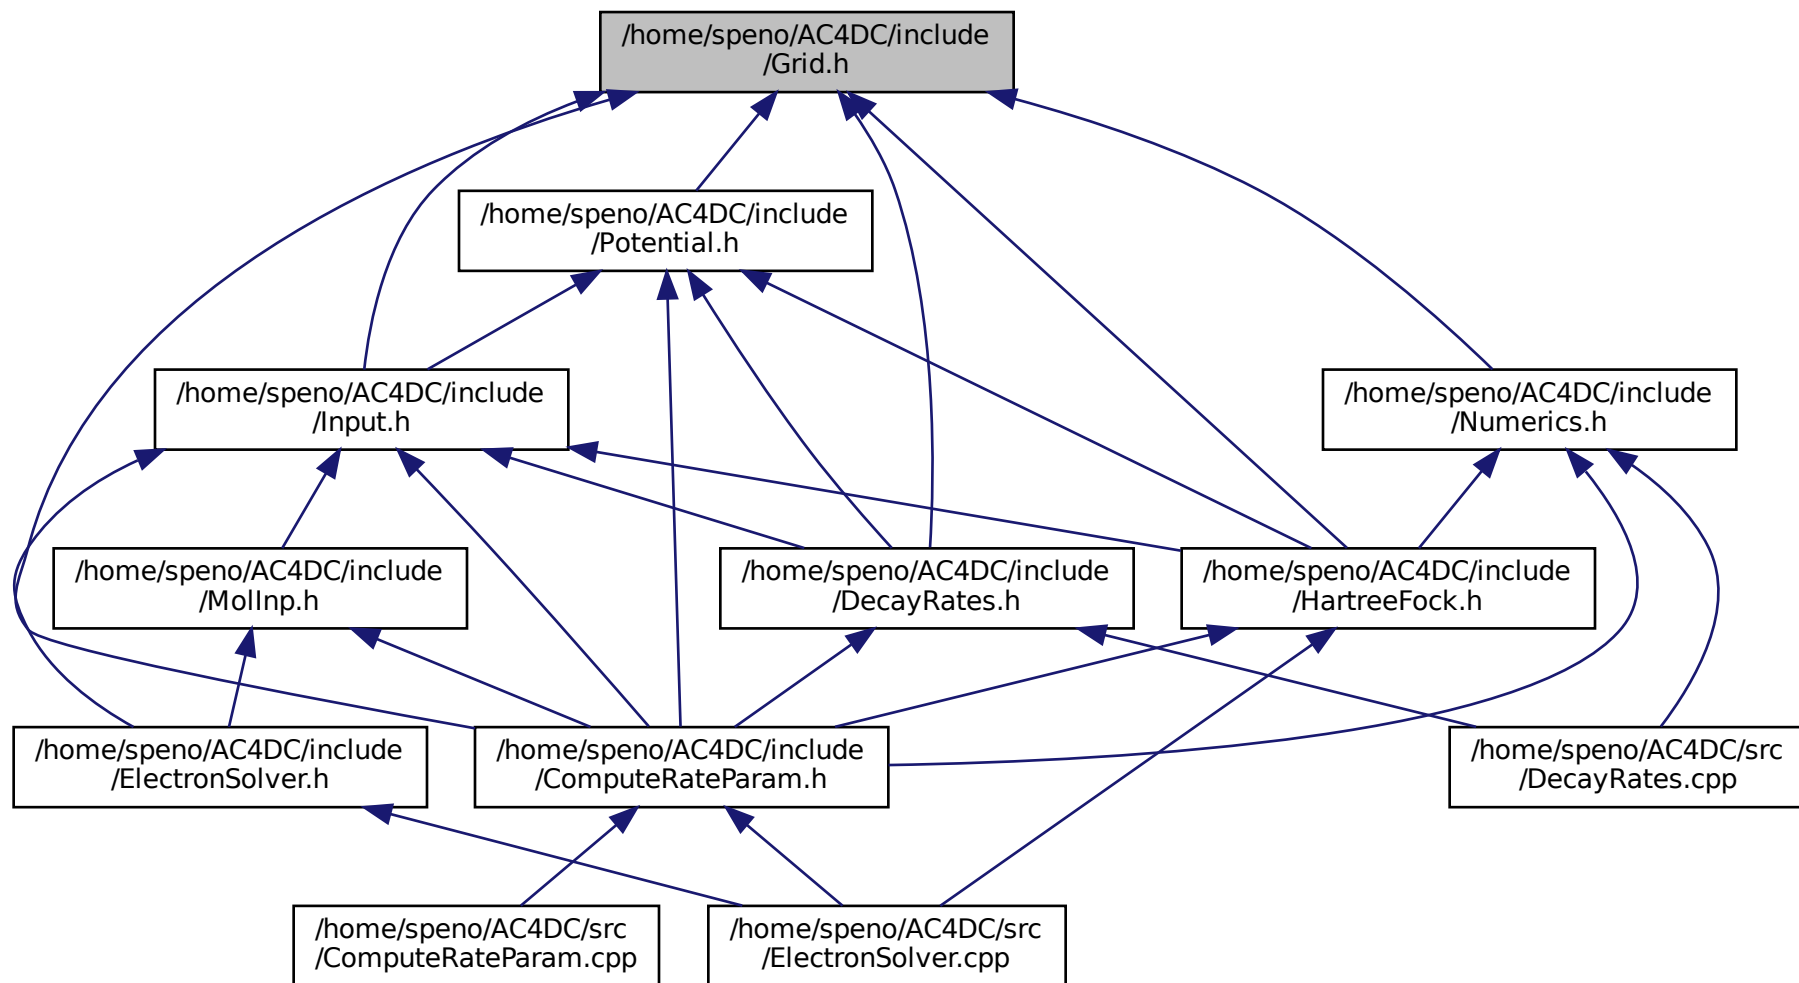 /home/speno/AC4DC/include
/Grid.h
/home/speno/AC4DC/include
/Potential.h
/home/speno/AC4DC/include
/Input.h
/home/speno/AC4DC/include
/Numerics.h
/home/speno/AC4DC/include
/MolInp.h
/home/speno/AC4DC/include
/DecayRates.h
/home/speno/AC4DC/include
/HartreeFock.h
/home/speno/AC4DC/include
/ElectronSolver.h
/home/speno/AC4DC/include
/ComputeRateParam.h
/home/speno/AC4DC/src
/DecayRates.cpp
/home/speno/AC4DC/src
/ComputeRateParam.cpp
/home/speno/AC4DC/src
/ElectronSolver.cpp